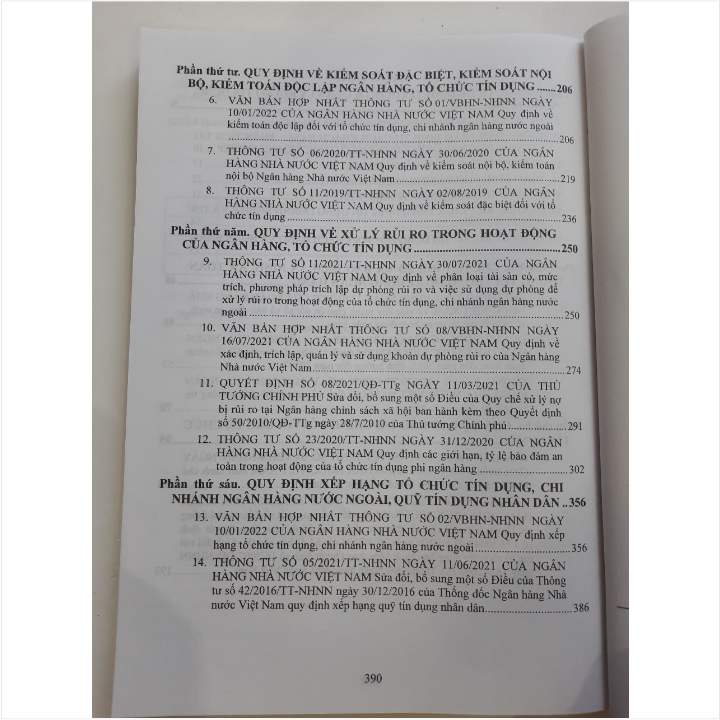 Phần thứ tư. QUY ĐỊNH VỀ KIỂM SOÁT ĐẶC BIỆT, KIỂM SOÁT NỘI
BỘ, KIỂM TOÁN ĐỘC LẬP NGÂN HÀNG, TỔ CHỨC TÍN DỤNG .......206
6. VĂN BẢN HỢP NHẤT THÔNG TƯ SỐ 01/VBHN-NHNN NGÀY
10/01/2022 CỦA NGÂN HÀNG NHÀ NƯỚC VIỆT NAM Quy định về
kiểm toán độc lập đối với tổ chức tín dụng, chi nhánh ngân hàng nước ngoài
........................................................................................................ 206
7. THÔNG TƯ SỐ 06/2020/TT-NHNN NGÀY 30/06/2020 CỦA NGÂN
HÀNG NHÀ NƯỚC VIỆT NAM Quy định về kiểm soát nội bộ, kiểm toán
nội bộ Ngân hàng Nhà nước Việt Nam ................................................ 219
8. THÔNG TƯ SỐ 11/2019/TT-NHNN NGÀY 02/08/2019 CỦA NGÂN
HÀNG NHÀ NƯỚC VIỆT NAM Quy định về kiểm soát đặc biệt đối với tổ
chức tín dụng ........................................................................ 236
Phần thứ năm. QUY ĐỊNH VỀ XỬ LÝ RỦI RO TRONG HOẠT ĐỘNG
CỦA NGÂN HÀNG, TỔ CHỨC TÍN DỤNG ........................................250
9. THÔNG TƯ SỐ 11/2021/TT-NHNN NGÀY 30/07/2021 CỦA NGÂN
HÀNG NHÀ NƯỚC VIỆT NAM Quy định về phân loại tài sản có, mức
trích, phương pháp trích lập dự phòng rủi ro và việc sử dụng dự phòng để
xử lý rủi ro trong hoạt động của tổ chức tín dụng, chi nhánh ngân hàng nước
ngoài ........................................................................................ 250
10. VĂN BẢN HỢP NHẤT THÔNG TƯ SỐ 08/VBHN-NHNN NGÀY
16/07/2021 CỦA NGÂN HÀNG NHÀ NƯỚC VIỆT NAM Quy định về
xác định, trích lập, quản lý và sử dụng khoản dự phòng rủi ro của Ngân hàng
Nhà nước Việt Nam ........................................................................ 274
11. QUYẾT ĐỊNH SỐ 08/2021/QĐ-TTg NGÀY 11/03/2021 CỦA THỦ
TƯỚNG CHÍNH PHỦ Sửa đổi, bổ sung một số Điều của Quy chế xử lý nợ
bị rủi ro tại Ngân hàng chính sách xã hội ban hành kèm theo Quyết định
số 50/2010/QĐ-TTg ngày 28/7/2010 của Thủ tướng Chính phủ ................ 291
12. THÔNG TƯ SỐ 23/2020/TT-NHNN NGÀY 31/12/2020 CỦA NGÂN
HÀNG NHÀ NƯỚC VIỆT NAM Quy định các giới hạn, tỷ lệ bảo đảm an
toàn trong hoạt động của tổ chức tín dụng phi ngân hàng ........................ 302
Phần thứ sáu. QUY ĐỊNH XẾP HẠNG TỔ CHỨC TÍN DỤNG, CHI
NHÁNH NGÂN HÀNG NƯỚC NGOÀI, QUỸ TÍN DỤNG NHÂN DÂN ..356
13. VĂN BẢN HỢP NHẤT THÔNG TƯ SỐ 02/VBHN-NHNN NGÀY
10/01/2022 CỦA NGÂN HÀNG NHÀ NƯỚC VIỆT NAM Quy định xếp
hạng tổ chức tín dụng, chi nhánh ngân hàng nước ngoài ........................ 356
14. THÔNG TƯ SỐ 05/2021/TT-NHNN NGÀY 11/06/2021 CỦA NGÂN
HÀNG NHÀ NƯỚC VIỆT NAM Sửa đổi, bổ sung một số Điều của Thông
tư số 42/2016/TT-NHNN ngày 30/12/2016 của Thống đốc Ngân hàng Nhà
nước Việt Nam quy định xếp hạng quỹ tín dụng nhân dân........................ 386
390